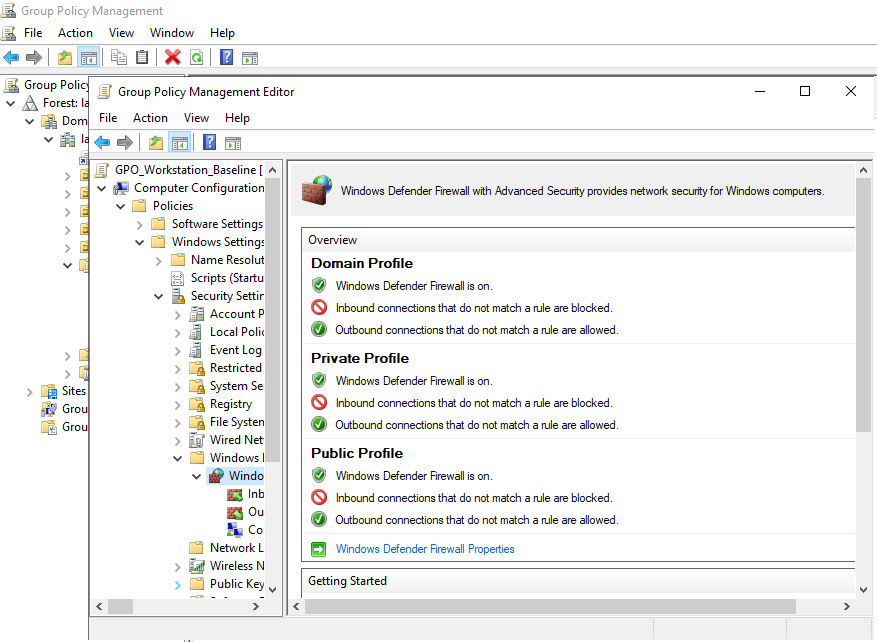 Group Policy Management
File Action View Window Help
Group Policy
Forest: la
Dom
la
Sites
Grou
Grou
Group Policy Management Editor
File Action View Help
GPO_Workstation_Baseline [
Computer Configuration
Policies
Software Settings
Windows Settings
Name Resolut
Scripts (Startu
Security Settin
Account P
Local Polic
Event Log
Restricted
System Se
Registry
File System
Wired Net
Windows I
Windo
Inb
Ou
Co
Network L
Wireless N
Public Key
Windows Defender Firewall with Advanced Security provides network security for Windows computers.
Overview
Domain Profile
Windows Defender Firewall is on.
Inbound connections that do not match a rule are blocked.
Outbound connections that do not match a rule are allowed.
Private Profile
Windows Defender Firewall is on.
Inbound connections that do not match a rule are blocked.
Outbound connections that do not match a rule are allowed.
Public Profile
Windows Defender Firewall is on.
Inbound connections that do not match a rule are blocked.
Outbound connections that do not match a rule are allowed.
Windows Defender Firewall Properties
Getting Started